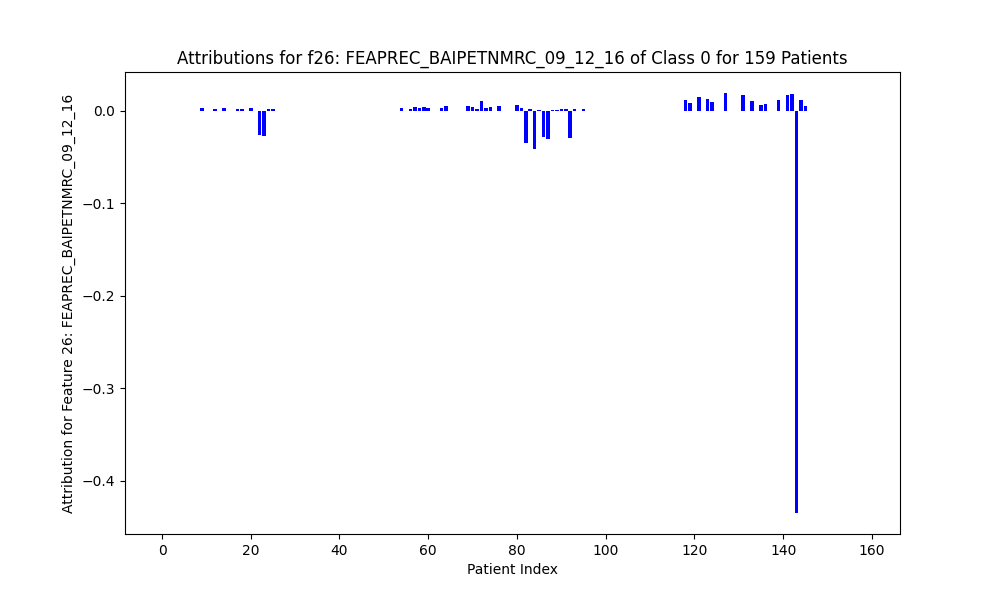 Attributions for f26: FEAPREC_BAIPETNMRC_09_12_16 of Class 0 for 159 Patients
Attribution for Feature 26: FEAPREC_BAIPETNMRC_09_12_16
0.0
−0.1
−0.2
−0.3
−0.4
0 20 40 60 80 100 120 140 160
Patient Index